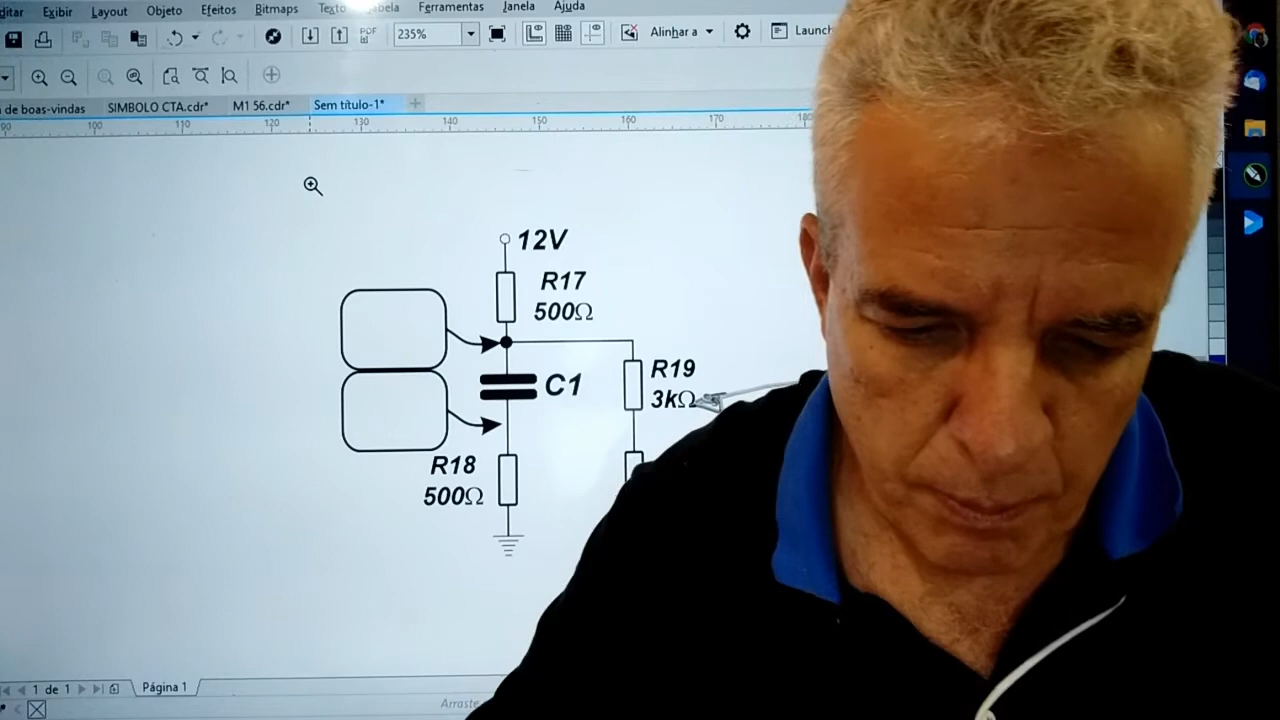 ditar Exibir Layout Objeto Efeitos Bitmaps Texto Ferramentas Janela Ajuda
PDF 235% Alinhar a Launch
de boas-vindas SIMBOLO CTA.cdr* M1 56.cdr* Sem título-1*
90 100 110 120 130 140 150 160 170 180
12V
R17
500Ω
C1
R19
3kΩ
R18
500Ω
1 de 1 Página 1
Arraste